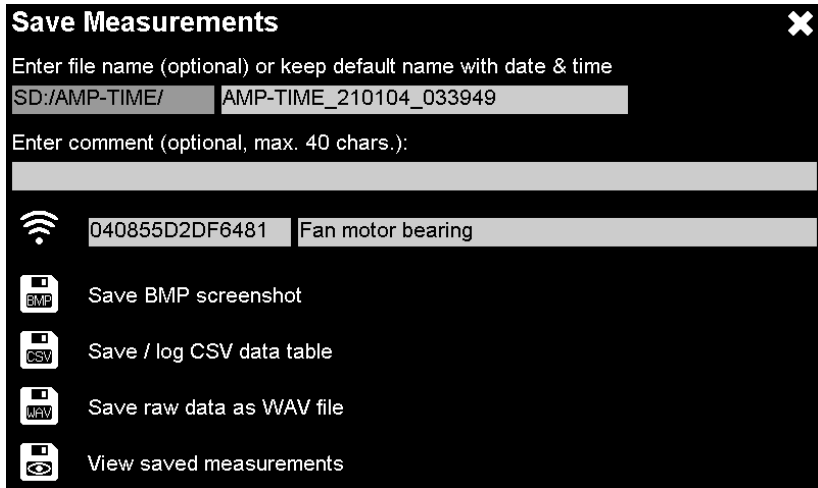 Save Measurements
Enter file name (optional) or keep default name with date & time
SD:/AMP-TIME/ AMP-TIME_210104_033949
Enter comment (optional, max. 40 chars.):
040855D2DF6481 Fan motor bearing
BMP Save BMP screenshot
CSV Save / log CSV data table
WAV Save raw data as WAV file
View saved measurements